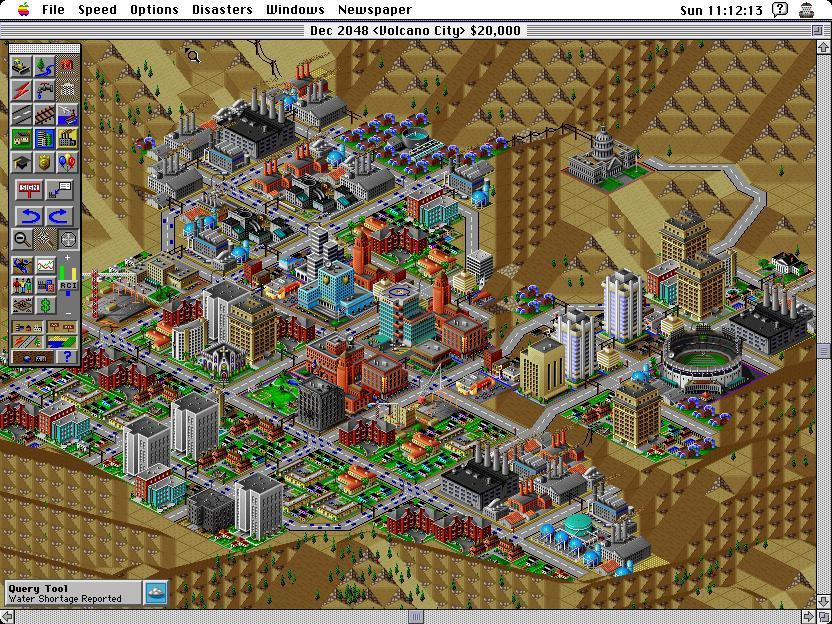 File Speed Options Disasters Windows Newspaper Sun 11:12:13
Dec 2048 <Volcano City> $20,000
SIGN
RCI
Query Tool
Water Shortage Reported